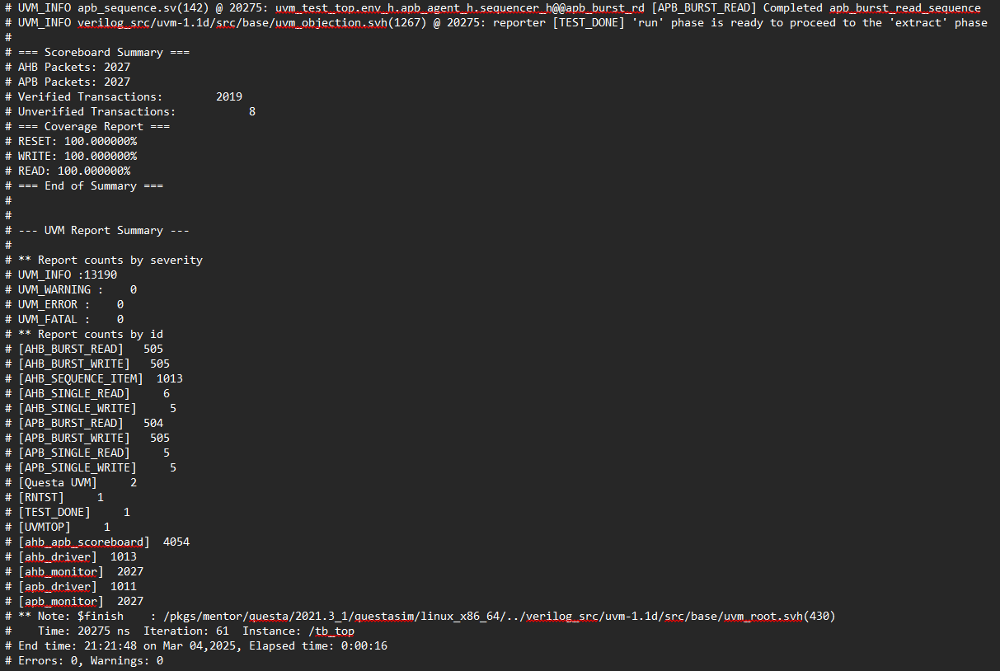 # UVM_INFO apb_sequence.sv(142) @ 20275: uvm_test_top.env_h.apb_agent_h.sequencer_h@@apb_burst_rd [APB_BURST_READ] Completed apb_burst_read_sequence
# UVM_INFO verilog_src/uvm-1.1d/src/base/uvm_objection.svh(1267) @ 20275: reporter [TEST_DONE] 'run' phase is ready to proceed to the 'extract' phase
#
# === Scoreboard Summary ===
# AHB Packets: 2027
# APB Packets: 2027
# Verified Transactions:        2019
# Unverified Transactions:           8
# === Coverage Report ===
# RESET: 100.000000%
# WRITE: 100.000000%
# READ: 100.000000%
# === End of Summary ===
#
#
# --- UVM Report Summary ---
#
# ** Report counts by severity
# UVM_INFO :13190
# UVM_WARNING :    0
# UVM_ERROR :    0
# UVM_FATAL :    0
# ** Report counts by id
# [AHB_BURST_READ]   505
# [AHB_BURST_WRITE]   505
# [AHB_SEQUENCE_ITEM]  1013
# [AHB_SINGLE_READ]     6
# [AHB_SINGLE_WRITE]     5
# [APB_BURST_READ]   504
# [APB_BURST_WRITE]   505
# [APB_SINGLE_READ]     5
# [APB_SINGLE_WRITE]     5
# [Questa UVM]     2
# [RNTST]     1
# [TEST_DONE]     1
# [UVMTOP]     1
# [ahb_apb_scoreboard]  4054
# [ahb_driver]  1013
# [ahb_monitor]  2027
# [apb_driver]  1011
# [apb_monitor]  2027
# ** Note: $finish    : /pkgs/mentor/questa/2021.3_1/questasim/linux_x86_64/../verilog_src/uvm-1.1d/src/base/uvm_root.svh(430)
#    Time: 20275 ns  Iteration: 61  Instance: /tb_top
# End time: 21:21:48 on Mar 04,2025, Elapsed time: 0:00:16
# Errors: 0, Warnings: 0